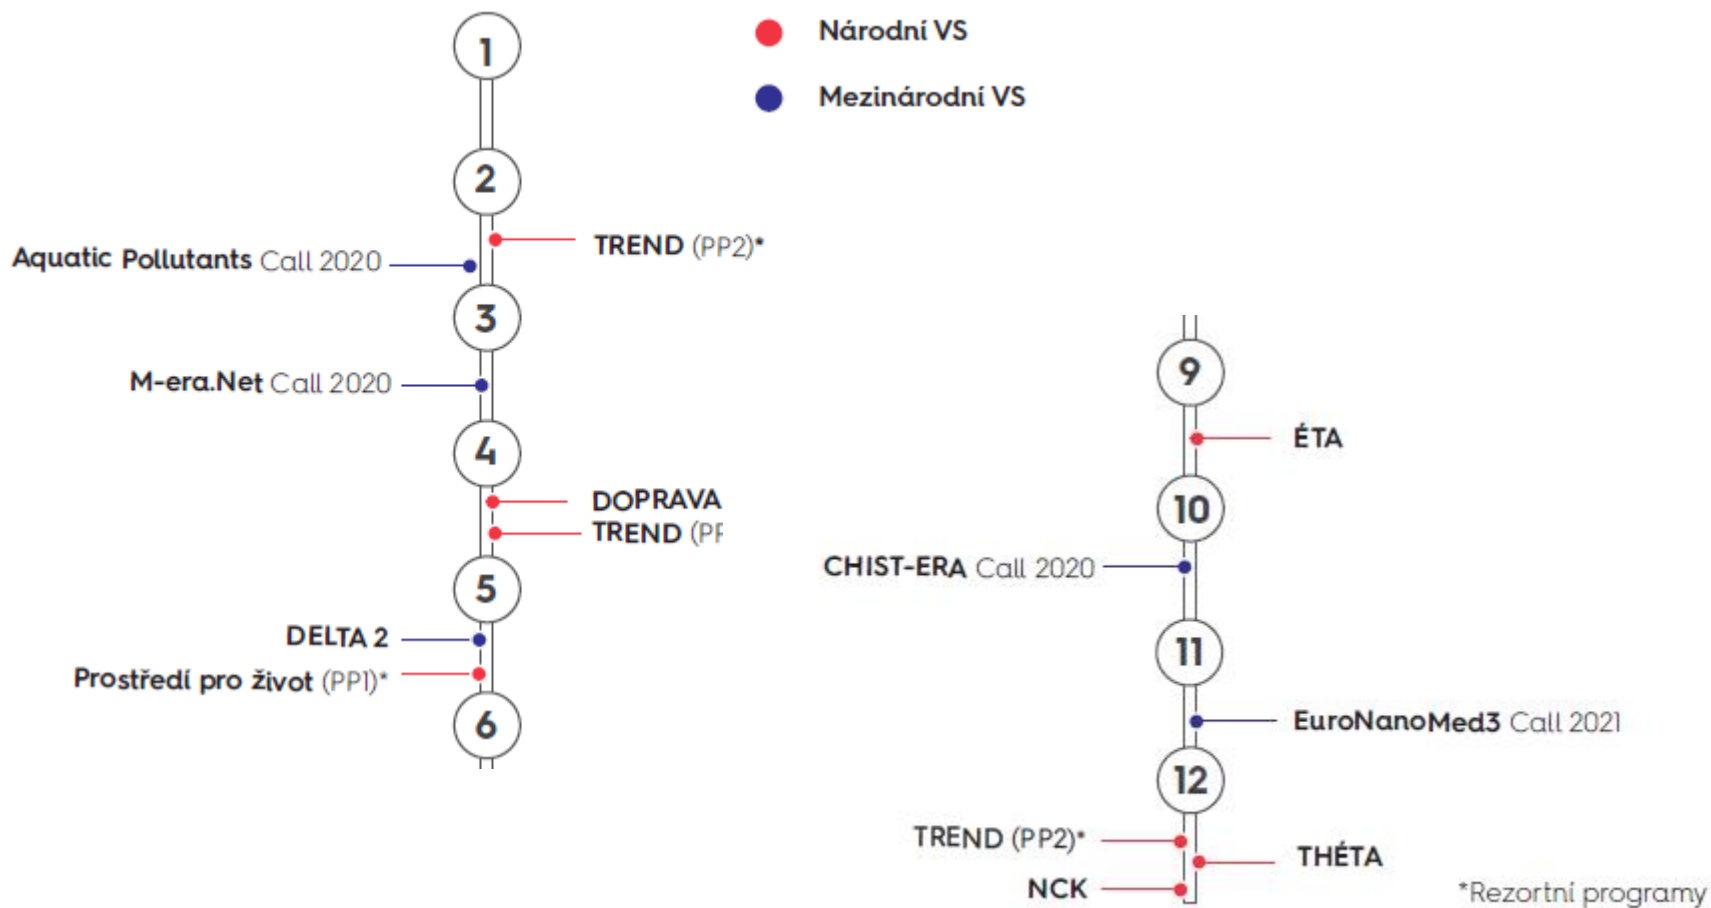 Národní VS
Mezinárodní VS
1
2
TREND (PP2)*
Aquatic Pollutants Call 2020
3
M-era.Net Call 2020
4
DOPRAVA
TREND (PP
5
DELTA 2
Prostředí pro život (PP1)*
6
9
ÉTA
10
CHIST-ERA Call 2020
11
EuroNanoMed3 Call 2021
12
TREND (PP2)*
THÉTA
NCK
*Rezortní programy